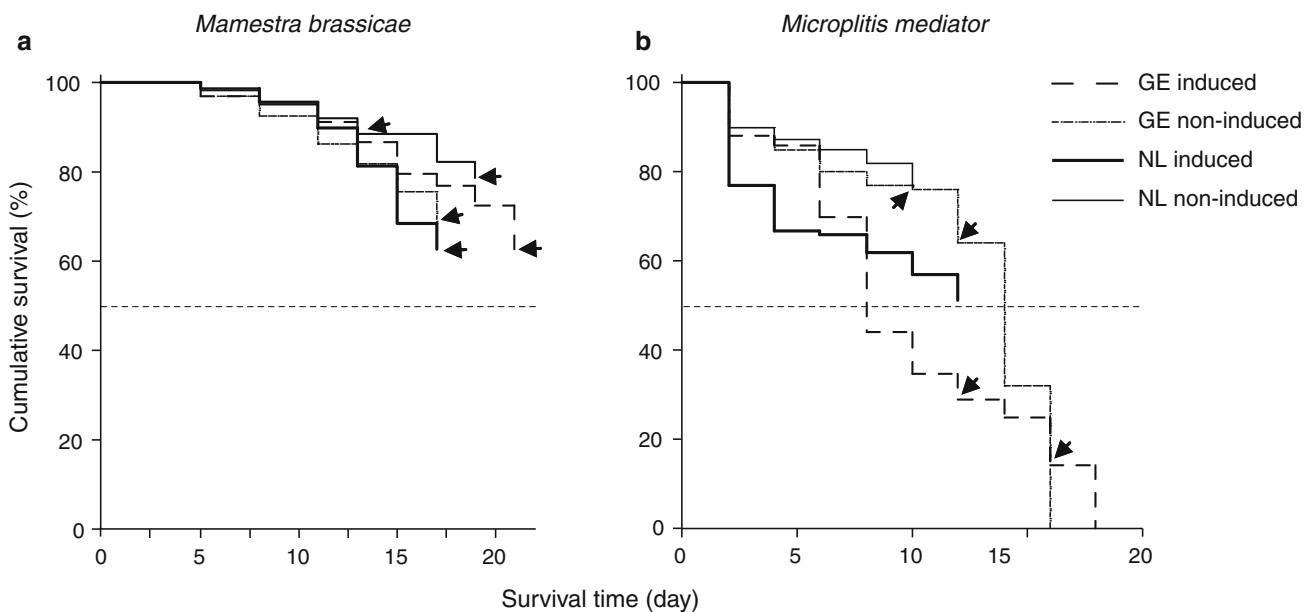 Mamestra brassicae
Microplitis mediator
a
b
Cumulative survival (%)
100
80
60
40
20
0
0
5
10
15
20
100
80
60
40
20
0
0
5
10
15
20
GE induced
GE non-induced
NL induced
NL non-induced
Survival time (day)